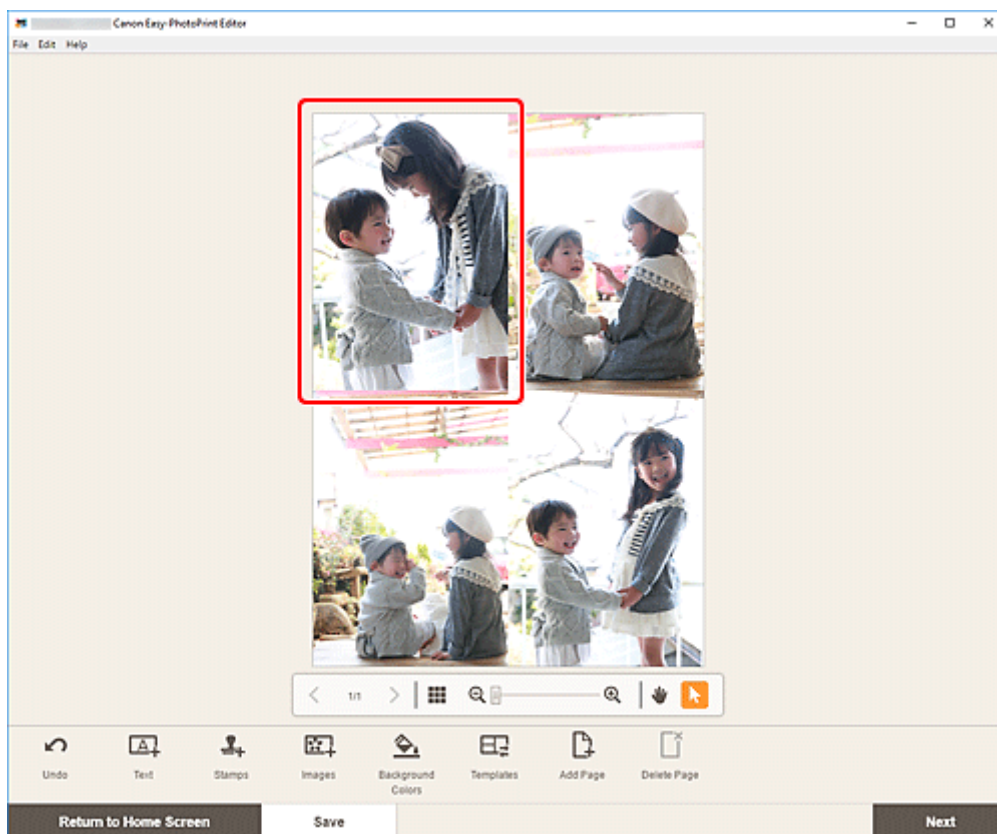 Canon Easy-PhotoPrint Editor
File Edit Help
1/1
Undo
Text
Stamps
Images
Background
Colors
Templates
Add Page
Delete Page
Return to Home Screen
Save
Next